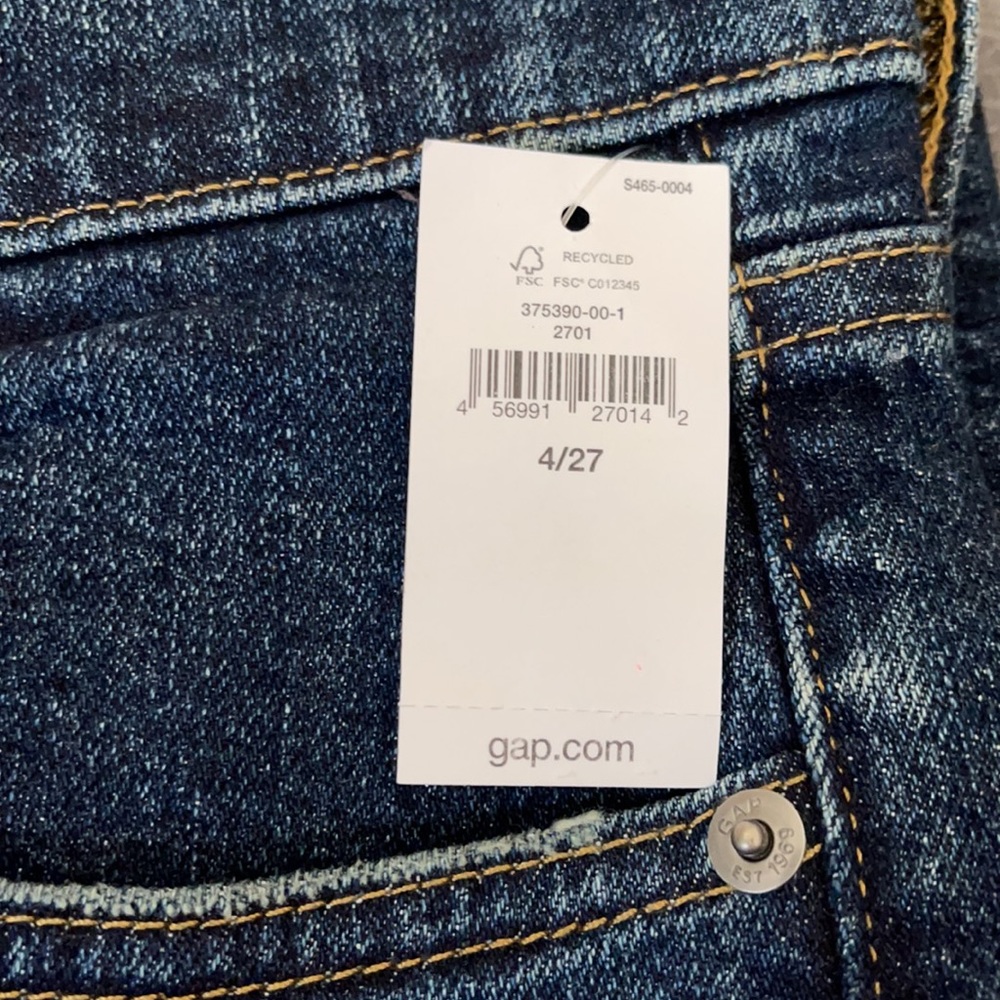 S465-0004
RECYCLED
FSC FSC® C012345
375390-00-1
2701
4 56991 27014 2
4/27
gap.com
GAP
EST 1969